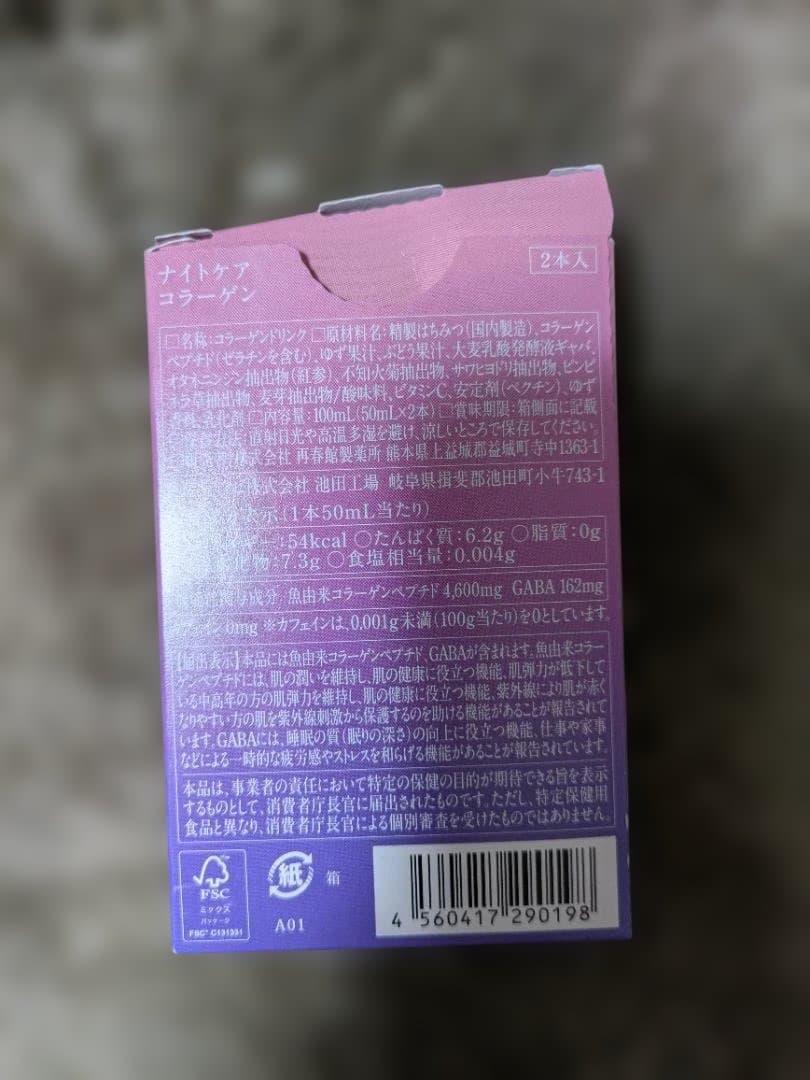 ナイトケア
コラーゲン
2本入
□名称:コラーゲンドリンク □原材料名:精製はちみつ(国内製造)、コラーゲン
ペプチド(ゼラチンを含む)、ゆず果汁、ぶどう果汁、大麦乳酸発酵液ギャバ、
オタネニンジン抽出物(紅参)、不知火菊抽出物、サワヒヨドリ抽出物、ビンビ
草抽出物、麦芽抽出物/酸味料、ビタミンC、安定剤(ペクチン)、ゆず
香料、乳化剤 □内容量:100mL(50mL×2本) □賞味期限:箱側面に記載
方法:直射日光や高温多湿を避け、涼しいところで保存してください。
株式会社 再春館製薬所 熊本県上益城郡益城町寺中1363-1
株式会社 池田工場 岐阜県揖斐郡池田町小牛743-1
表示(1本50mL当たり)
ー:54kcal ○たんぱく質:6.2g ○脂質:0g
化物:7.3g ○食塩相当量:0.004g
成分 魚由来コラーゲンペプチド 4,600mg GABA 162mg
カフェイン0mg ※カフェインは、0.001g未満(100g当たり)を0としています。
【届出表示】本品には魚由来コラーゲンペプチド、GABAが含まれます。魚由来コラー
ゲンペプチドには、肌の潤いを維持し、肌の健康に役立つ機能、肌弾力が低下して
いる中高年の方の肌弾力を維持し、肌の健康に役立つ機能、紫外線により肌が赤く
なりやすい方の肌を紫外線刺激から保護するのを助ける機能があることが報告されて
います。GABAには、睡眠の質(眠りの深さ)の向上に役立つ機能、仕事や家事
などによる一時的な疲労感やストレスを和らげる機能があることが報告されています。
本品は、事業者の責任において特定の保健の目的が期待できる旨を表示
するものとして、消費者庁長官に届出されたものです。ただし、特定保健用
食品と異なり、消費者庁長官による個別審査を受けたものではありません。
FSC
ミックス
パッケージ
FSC® C131331
紙
箱
A01
4 560417 290198